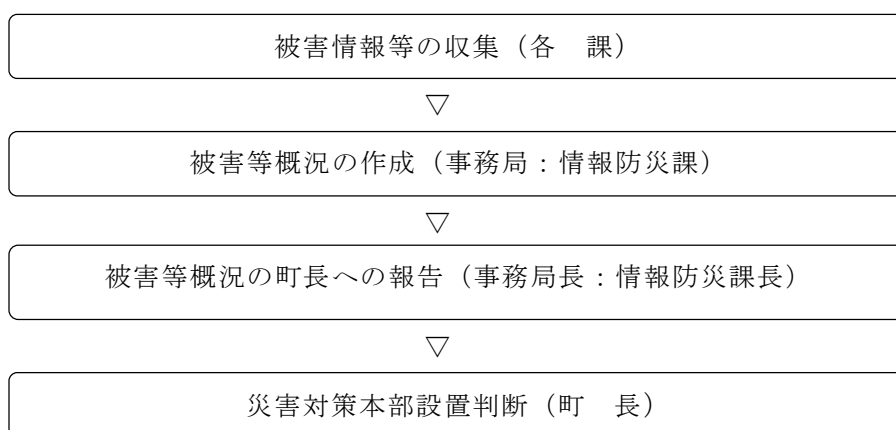 被害情報等の収集（各　課）
▽
被害等概況の作成（事務局：情報防災課）
▽
被害等概況の町長への報告（事務局長：情報防災課長）
▽
災害対策本部設置判断（町　長）